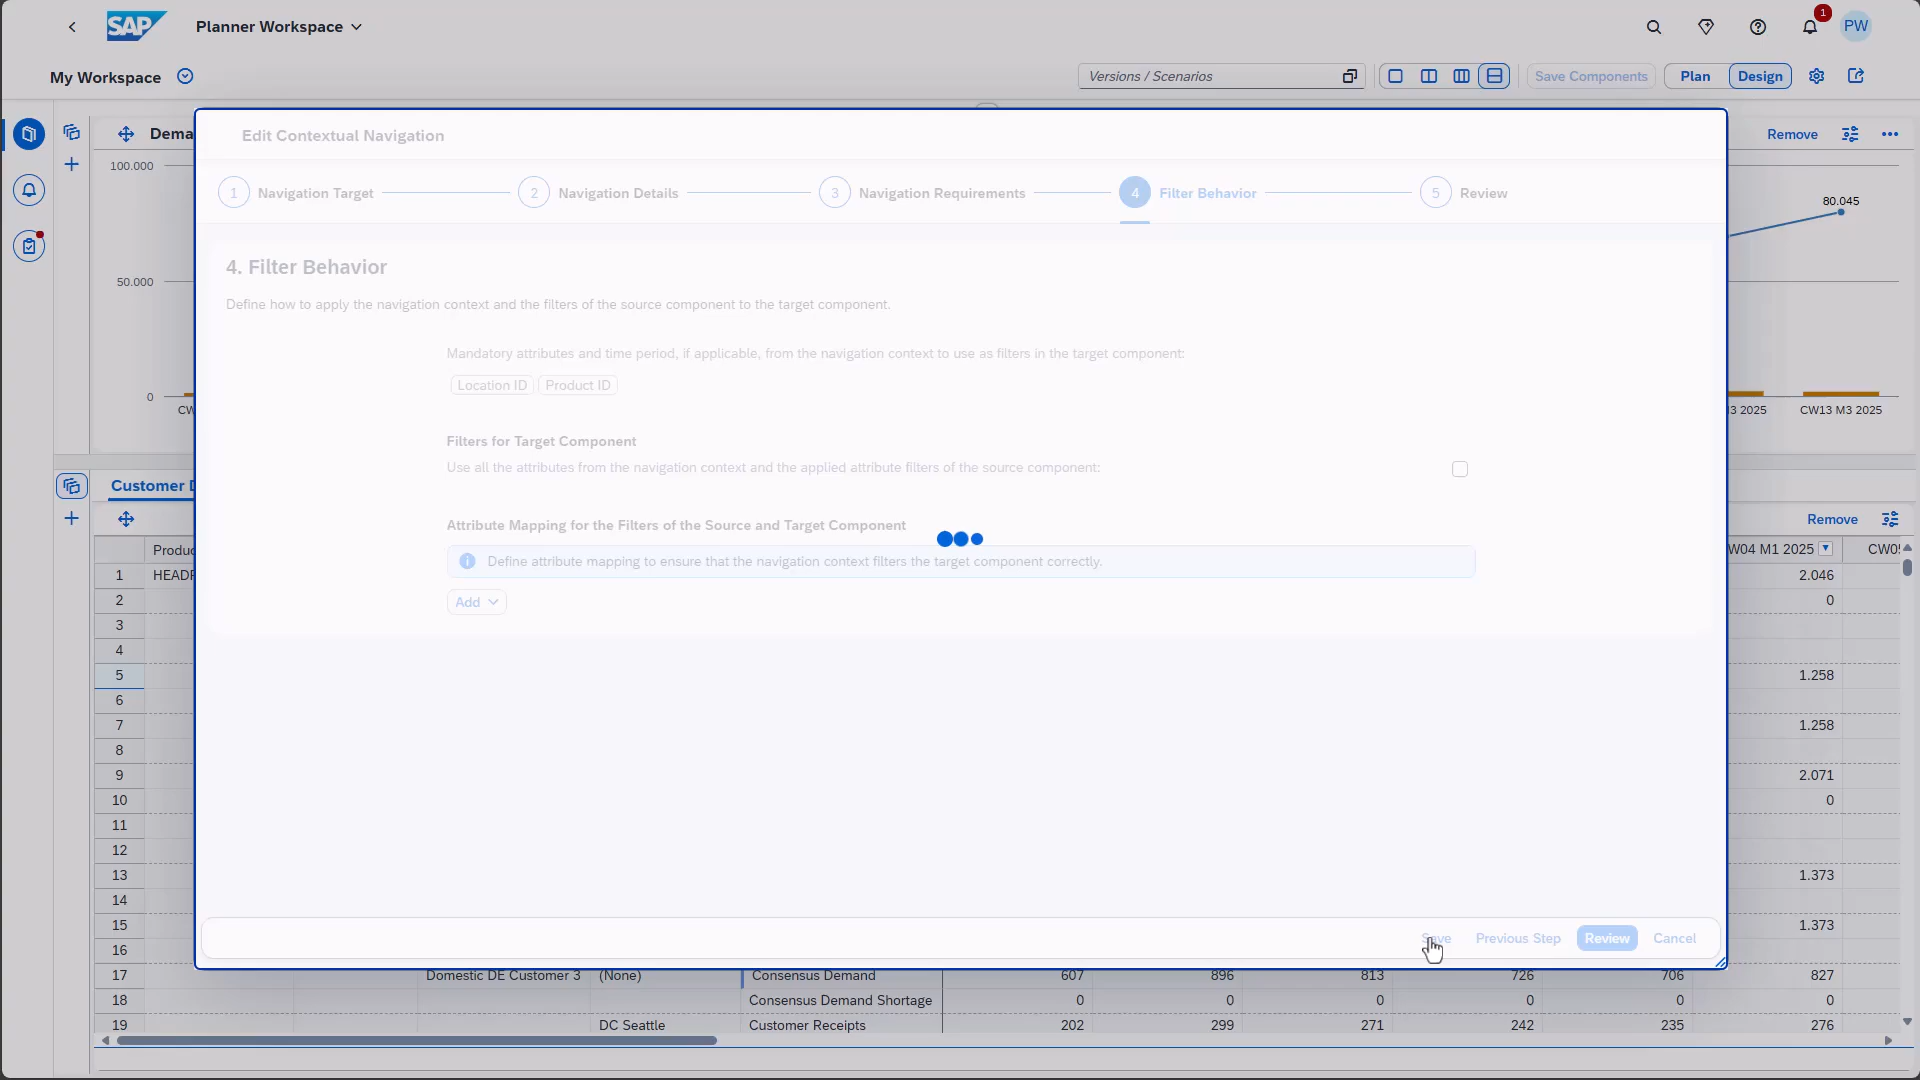 SAP Planner Workspace 1 PW
My Workspace Versions / Scenarios Save Components Plan Design
Edit Contextual Navigation
Dema Remove
100.000
1 Navigation Target 2 Navigation Details 3 Navigation Requirements 4 Filter Behavior 5 Review
80.045
4. Filter Behavior
50.000
Define how to apply the navigation context and the filters of the source component to the target component.
Mandatory attributes and time period, if applicable, from the navigation context to use as filters in the target component:
Location ID Product ID
0
CW 3 2025 CW13 M3 2025
Filters for Target Component
Use all the attributes from the navigation context and the applied attribute filters of the source component:
Customer D
Attribute Mapping for the Filters of the Source and Target Component
Remove
Produc W04 M1 2025 CW05
Define attribute mapping to ensure that the navigation context filters the target component correctly.
1 HEADP 2.046
2 0
Add
3
4
5 1.258
6
7 1.258
8
9 2.071
10 0
11
12
13 1.373
14
15 1.373
Save Previous Step Review Cancel
16
17 Domestic DE Customer 3 (None) Consensus Demand 607 896 813 726 706 827
18 Consensus Demand Shortage 0 0 0 0 0 0
19 DC Seattle Customer Receipts 202 299 271 242 235 276